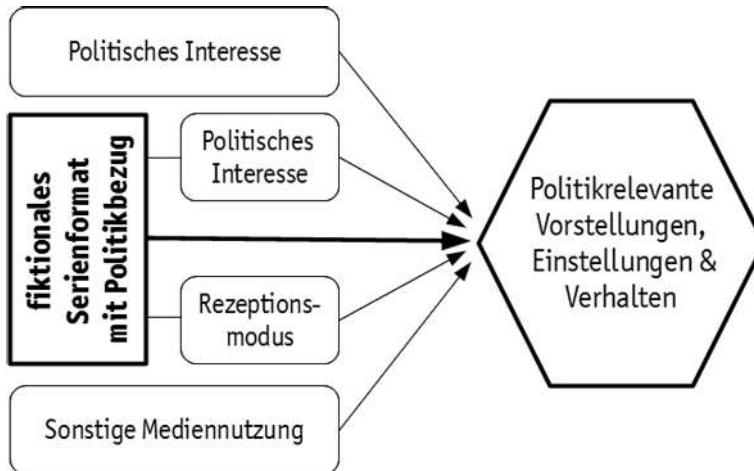 Politisches Interesse
fiktionales
Serienformat
mit Politikbezug
Politisches
Interesse
Rezeptions-
modus
Sonstige Mediennutzung
Politikrelevante
Vorstellungen,
Einstellungen &
Verhalten